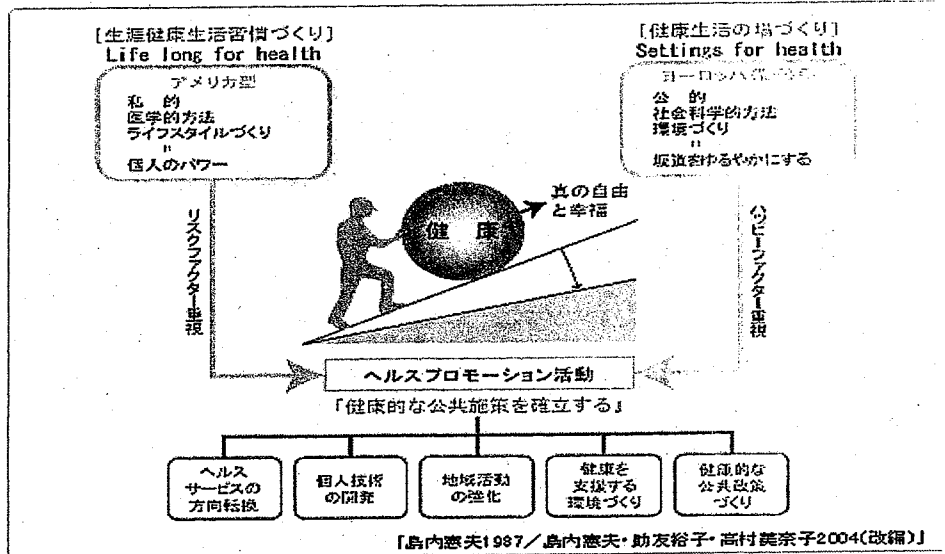 [生涯健康生活習慣づくり]
Life long for health
アメリカ型
私 的
医学的方法
ライフスタイルづくり
=
個人のパワー
[健康生活の場づくり]
Settings for health
公 的
社会科学的方法
環境づくり
=
坂道をゆるやかにする
リスクファクター重視
健 康
真の自由
と幸福
ハッピーファクター重視
ヘルスプロモーション活動
『健康的な公共施策を確立する』
ヘルス
サービスの
方向転換
個人技術
の開発
地域活動
の強化
健康を
支援する
環境づくり
健康的な
公共政策
づくり
「島内憲夫1987/島内憲夫・助友裕子・高村美奈子2004(改編)」